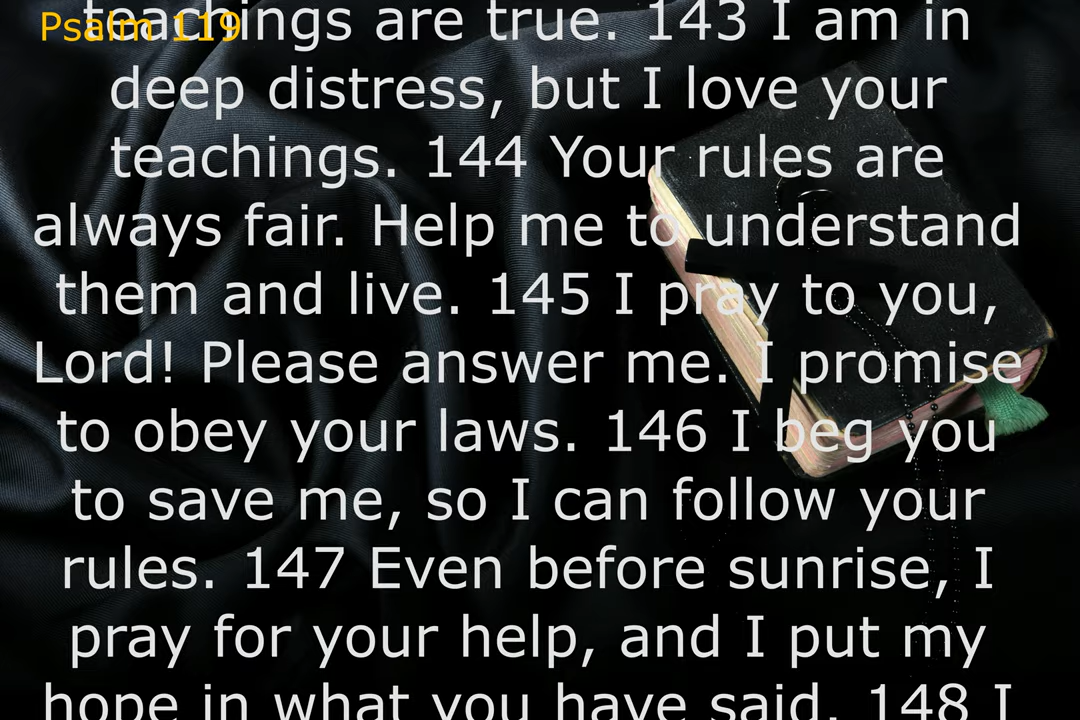 Psalm 119
teachings are true. 143 I am in
deep distress, but I love your
teachings. 144 Your rules are
always fair. Help me to understand
them and live. 145 I pray to you,
Lord! Please answer me. I promise
to obey your laws. 146 I beg you
to save me, so I can follow your
rules. 147 Even before sunrise, I
pray for your help, and I put my
hope in what you have said. 148 I